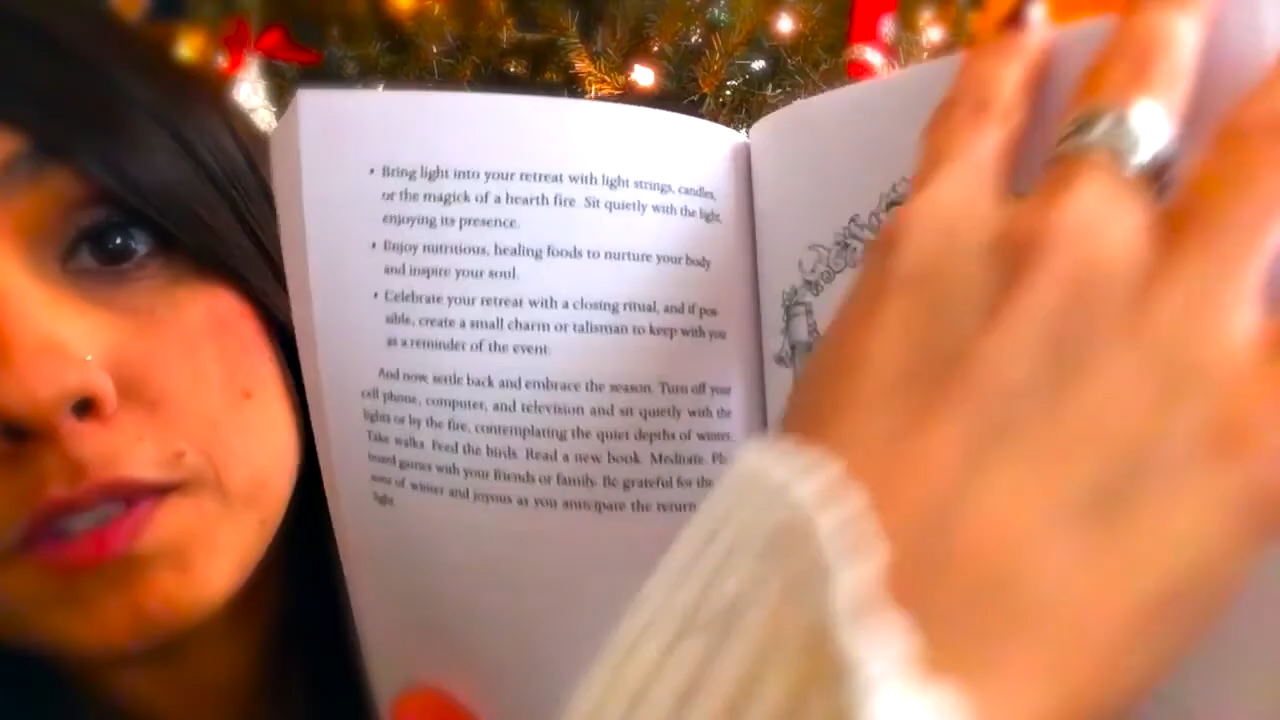 • Bring light into your retreat with light strings, candles,
or the magick of a hearth fire. Sit quietly with the light,
enjoying its presence.
• Enjoy nutritious, healing foods to nurture your body
and inspire your soul.
• Celebrate your retreat with a closing ritual, and if pos
sible, create a small charm or talisman to keep with you
as a reminder of the event.
And now, settle back and embrace the season. Turn off your
cell phone, computer, and television and sit quietly with the
lights or by the fire, contemplating the quiet depths of winter.
Take walks. Feed the birds. Read a new book. Meditate.
board games with your friends or family. Be grateful for the
of winter and joyous as you anticipate the return
light.